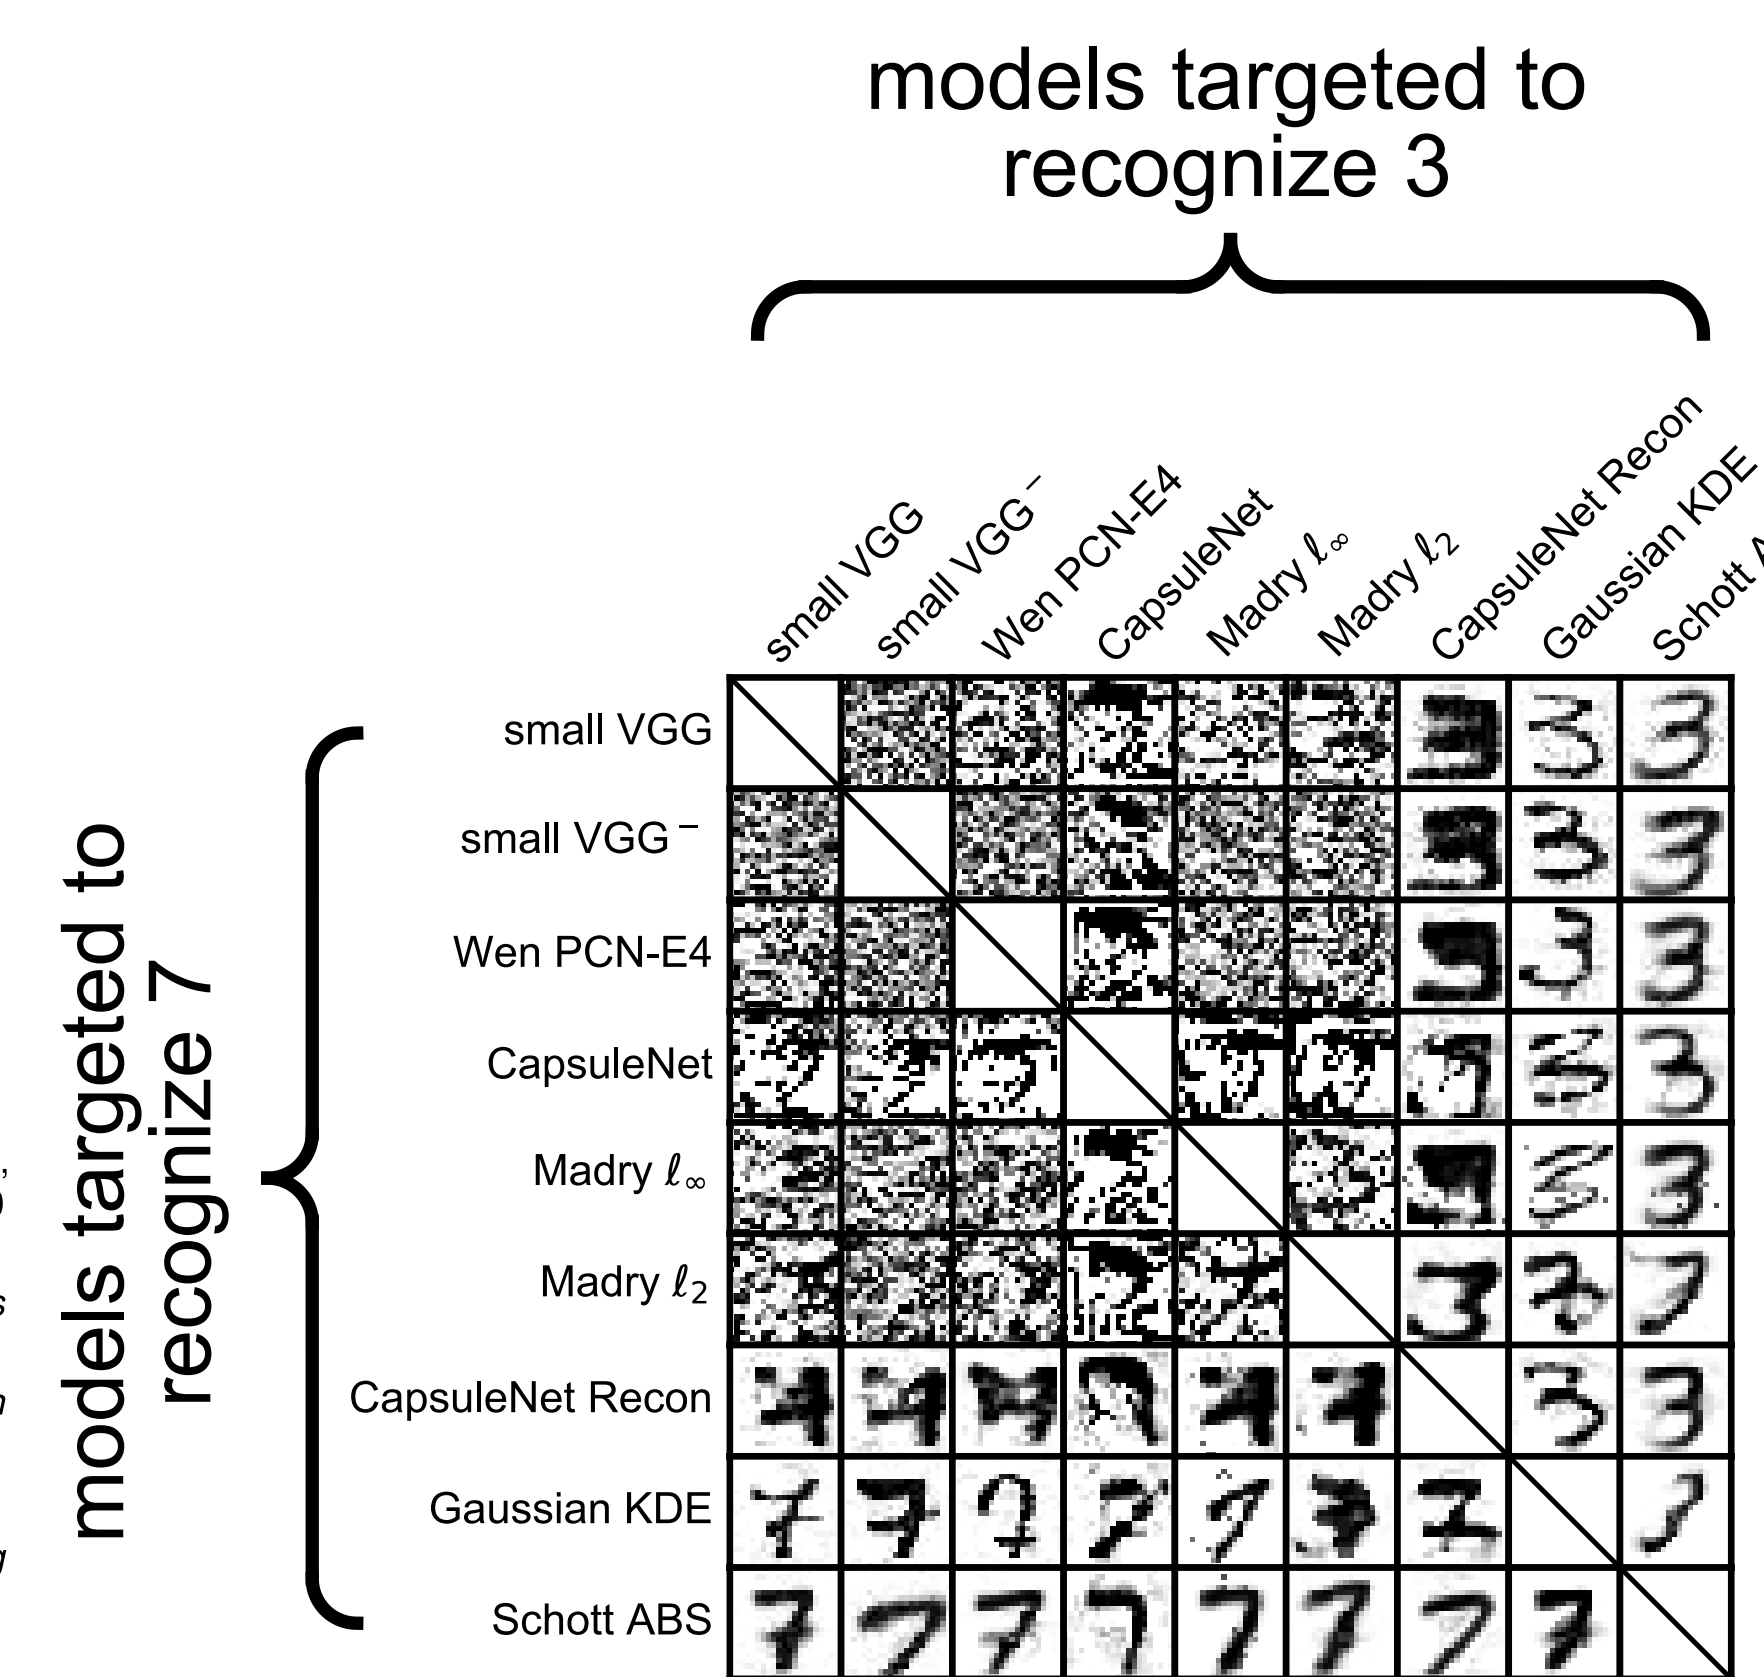 models targeted to
recognize 3
small VGG
small VGG⁻
Wen PCN-E4
CapsuleNet
Madry ℓ∞
Madry ℓ₂
CapsuleNet Recon
Gaussian KDE
Schott
models targeted to
recognize 7
small VGG
small VGG⁻
Wen PCN-E4
CapsuleNet
Madry ℓ∞
Madry ℓ₂
CapsuleNet Recon
Gaussian KDE
Schott ABS